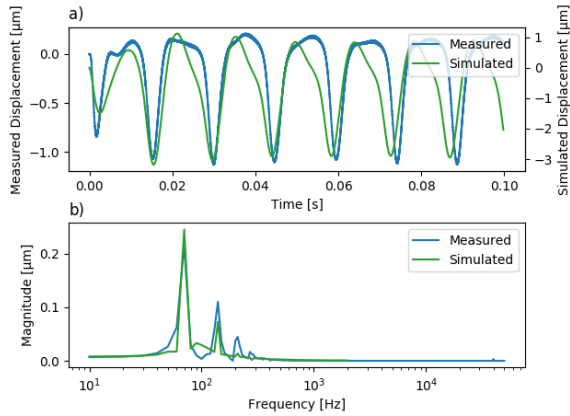 a)
Measured
Simulated
Measured Displacement [μm]
0.0
−0.5
−1.0
Simulated Displacement [μm]
1
0
−1
−2
−3
0.00 0.02 0.04 0.06 0.08 0.10
Time [s]
b)
Measured
Simulated
Magnitude [μm]
0.2
0.1
0.0
10¹ 10² 10³ 10⁴
Frequency [Hz]